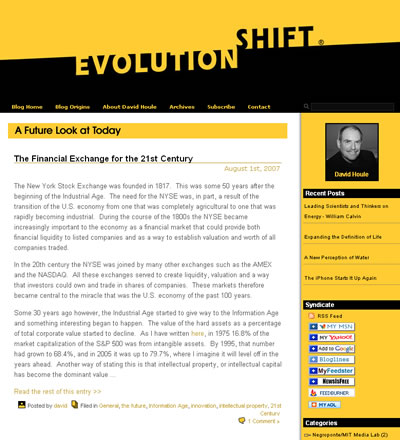 EVOLUTION SHIFT®
Blog Home Blog Origins About David Houle Archives Subscribe Contact
A Future Look at Today
The Financial Exchange for the 21st Century
August 1st, 2007
The New York Stock Exchange was founded in 1817. This was some 50 years after the
beginning of the Industrial Age. The need for the NYSE was, in part, a result of the
transition of the U.S. economy from one that was completely agricultural to one that was
rapidly becoming industrial. During the course of the 1800s the NYSE became
increasingly important to the economy as a financial market that could provide both
financial liquidity to listed companies and as a way to establish valuation and worth of all
companies traded.
In the 20th century the NYSE was joined by many other exchanges such as the AMEX
and the NASDAQ. All these exchanges served to create liquidity, valuation and a way
that investors could own and trade in shares of companies. These markets therefore
became central to the miracle that was the U.S. economy of the past 100 years.
Some 30 years ago however, the Industrial Age started to give way to the Information Age
and something interesting began to happen. The value of the hard assets as a percentage
of total corporate value started to decline. As I have written here, in 1975 16.8% of the
market capitalization of the S&P 500 was from intangible assets. By 1995, that number
had grown to 68.4%, and in 2005 it was up to 79.7%, where I imagine it will level off in the
years ahead. Another way of stating this is that intellectual property, or intellectual capital
has become the dominant value...
Read the rest of this entry >>
Posted by david Filed in General, the future, Information Age, innovation, intellectual property, 21st
Century
1 Comment »
David Houle
Recent Posts
Leading Scientists and Thinkers on
Energy - William Calvin
Expanding the Definition of Life
A New Perception of Water
The iPhone Starts It Up Again
Syndicate
RSS Feed
MY MSN
MY YAHOO!
Add to Google
Bloglines
MyFeedster
NewsIsFree
FEEDBURNER
MY AOL
Categories
Negroponte/MIT Media Lab (2)